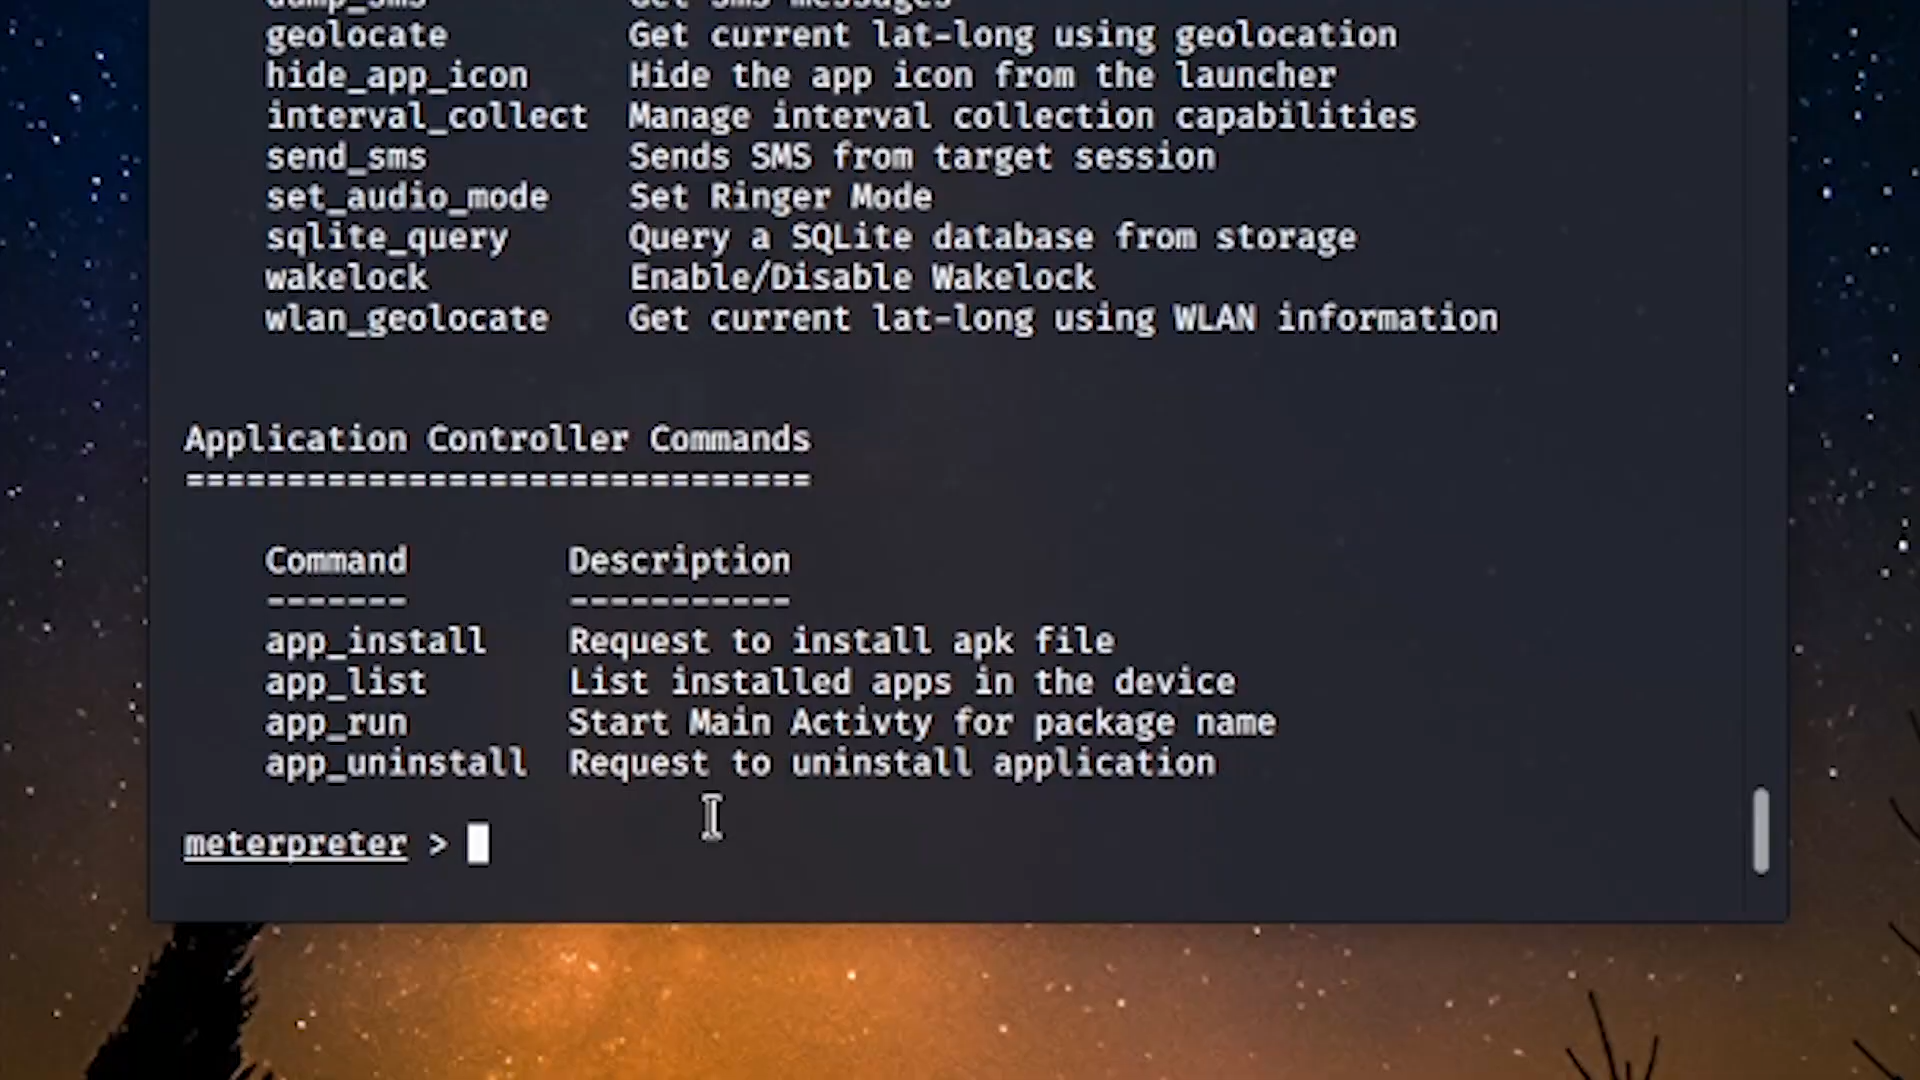 dump_sms Get sms messages
geolocate Get current lat-long using geolocation
hide_app_icon Hide the app icon from the launcher
interval_collect Manage interval collection capabilities
send_sms Sends SMS from target session
set_audio_mode Set Ringer Mode
sqlite_query Query a SQLite database from storage
wakelock Enable/Disable Wakelock
wlan_geolocate Get current lat-long using WLAN information
Application Controller Commands
===============================
Command Description
------- -----------
app_install Request to install apk file
app_list List installed apps in the device
app_run Start Main Activty for package name
app_uninstall Request to uninstall application
meterpreter >